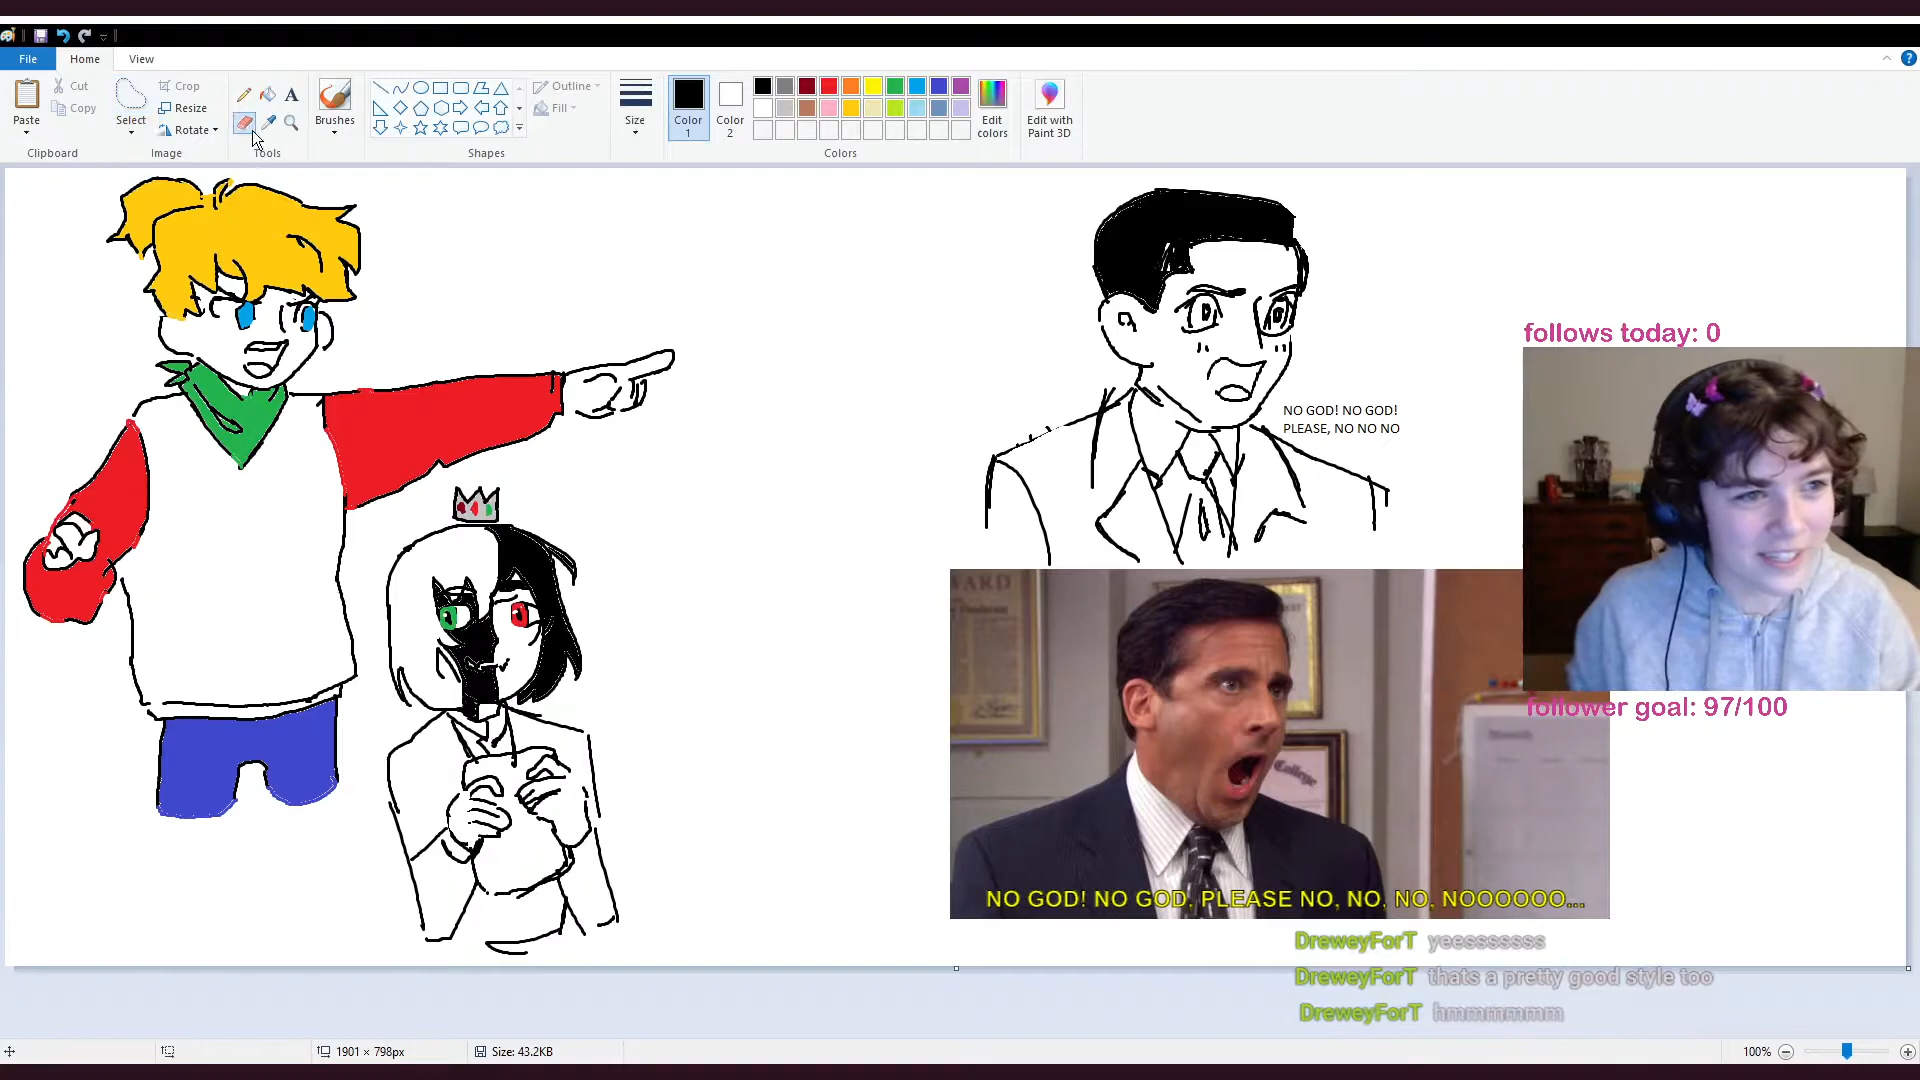 File Home View
Paste
Cut
Copy
Clipboard
Select
Crop
Resize
Rotate
Image
A
Tools
Brushes
Shapes
Outline
Fill
Size
Color
1
Color
2
Edit
colors
Colors
Edit with
Paint 3D
NO GOD! NO GOD!
PLEASE, NO NO NO
follows today: 0
follower goal: 97/100
College
NO GOD! NO GOD, PLEASE NO, NO, NO, NOOOOOO...
DreweyForT yeesssssss
DreweyForT thats a pretty good style too
DreweyForT hmmmmmm
1901 × 798px
Size: 43.2KB
100%